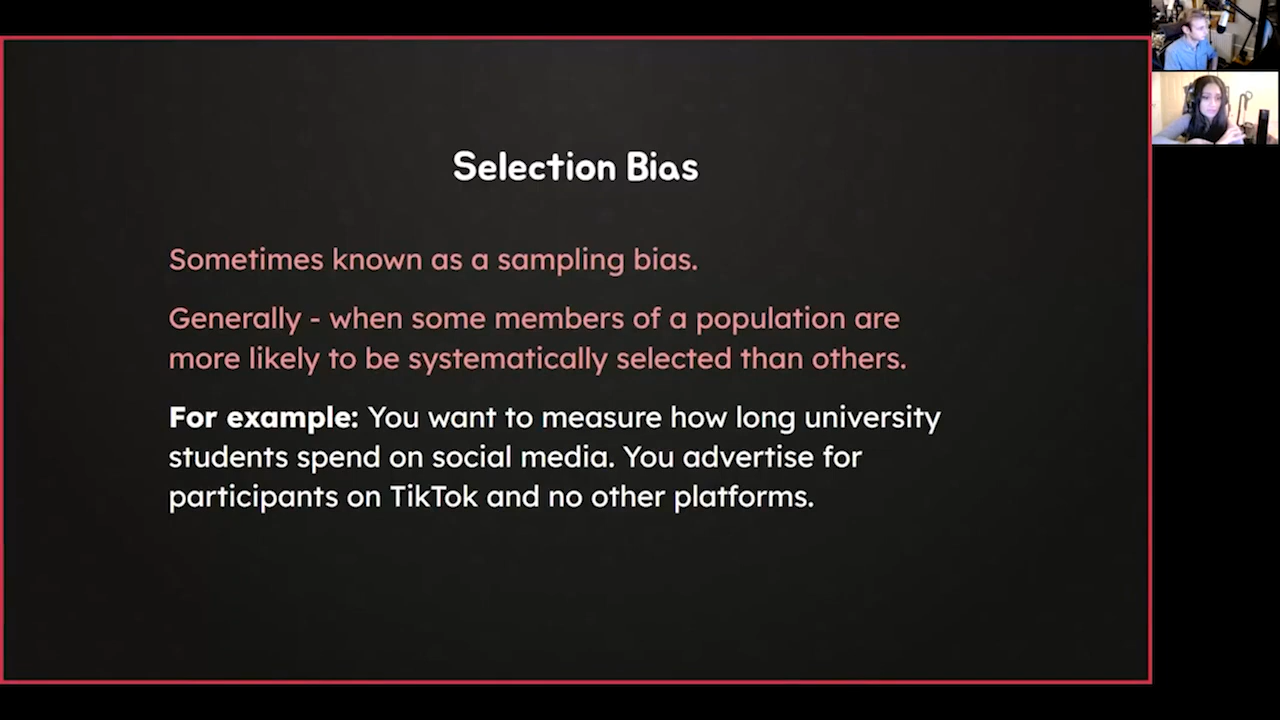 Selection Bias
Sometimes known as a sampling bias.
Generally - when some members of a population are
more likely to be systematically selected than others.
For example: You want to measure how long university
students spend on social media. You advertise for
participants on TikTok and no other platforms.